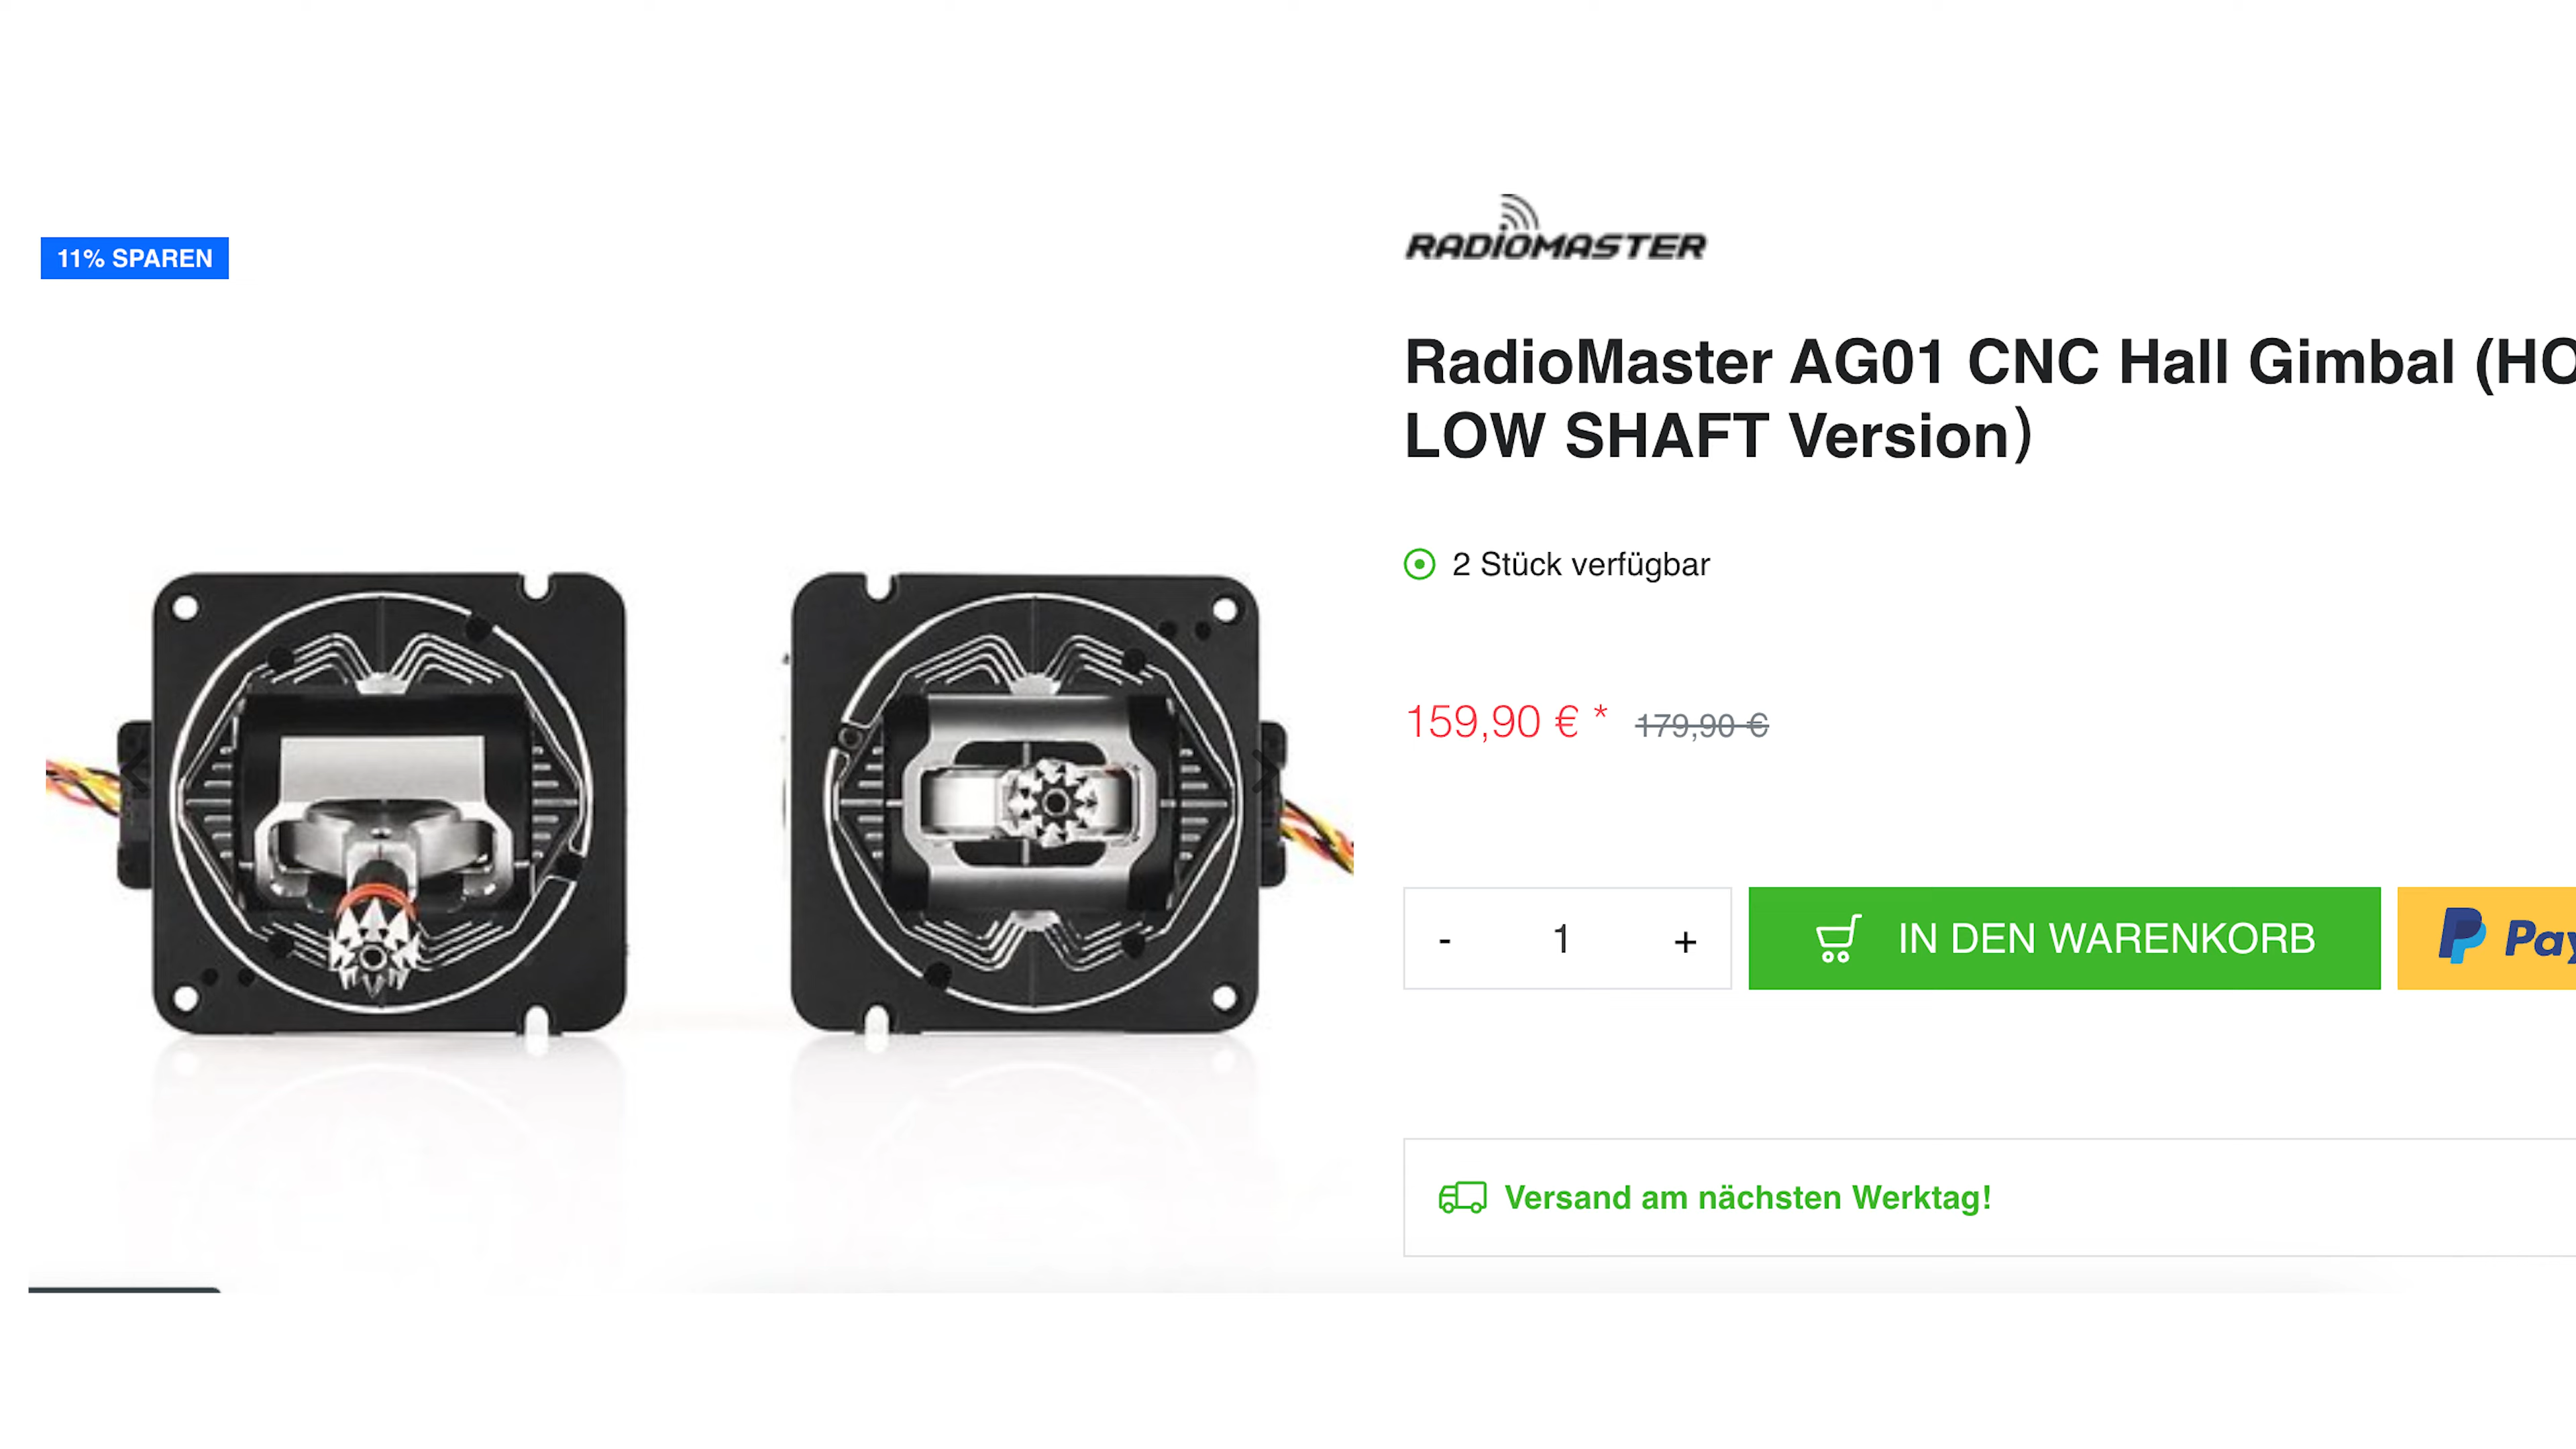 11% SPAREN
RADIOMASTER
RadioMaster AG01 CNC Hall Gimbal (HO
LOW SHAFT Version)
2 Stück verfügbar
159,90 € * 179,90 €
- 1 + IN DEN WARENKORB Pay
Versand am nächsten Werktag!